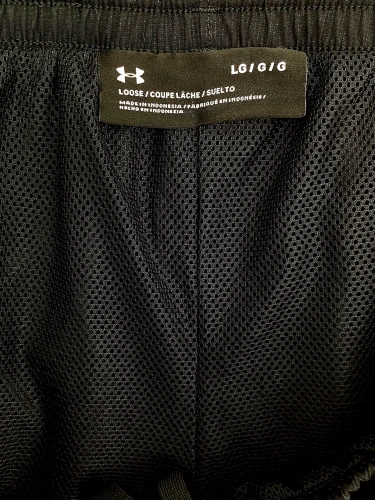 LG / G / G
LOOSE / COUPE LÂCHE / SUELTO
MADE IN INDONESIA / FABRIQUÉ EN INDONÉSIE /
HECHO EN INDONESIA